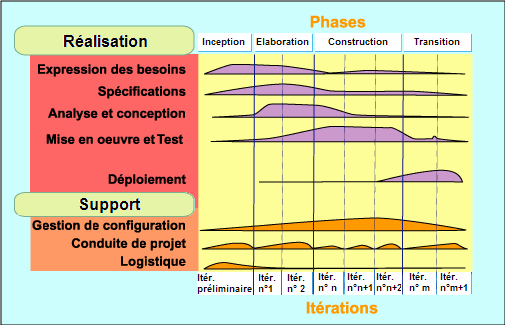 Phases
Réalisation
Inception Elaboration Construction Transition
Expression des besoins
Spécifications
Analyse et conception
Mise en oeuvre et Test
Déploiement
Support
Gestion de configuration
Conduite de projet
Logistique
Itér. Itér. Itér. Itér. Itér. Itér. Itér. Itér.
préliminaire n°1 n° 2 n° n n°n+1 n°n+2 n° m n°m+1
Itérations